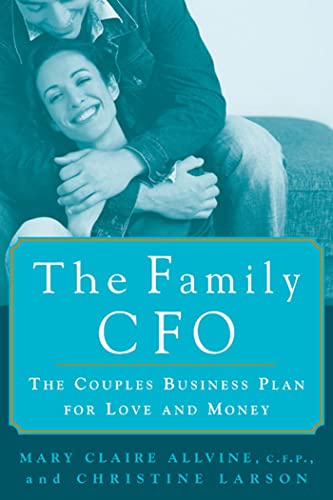 The Family
CFO
The Couples Business Plan
for Love and Money
MARY CLAIRE ALLVINE, C.F.P.,
and CHRISTINE LARSON